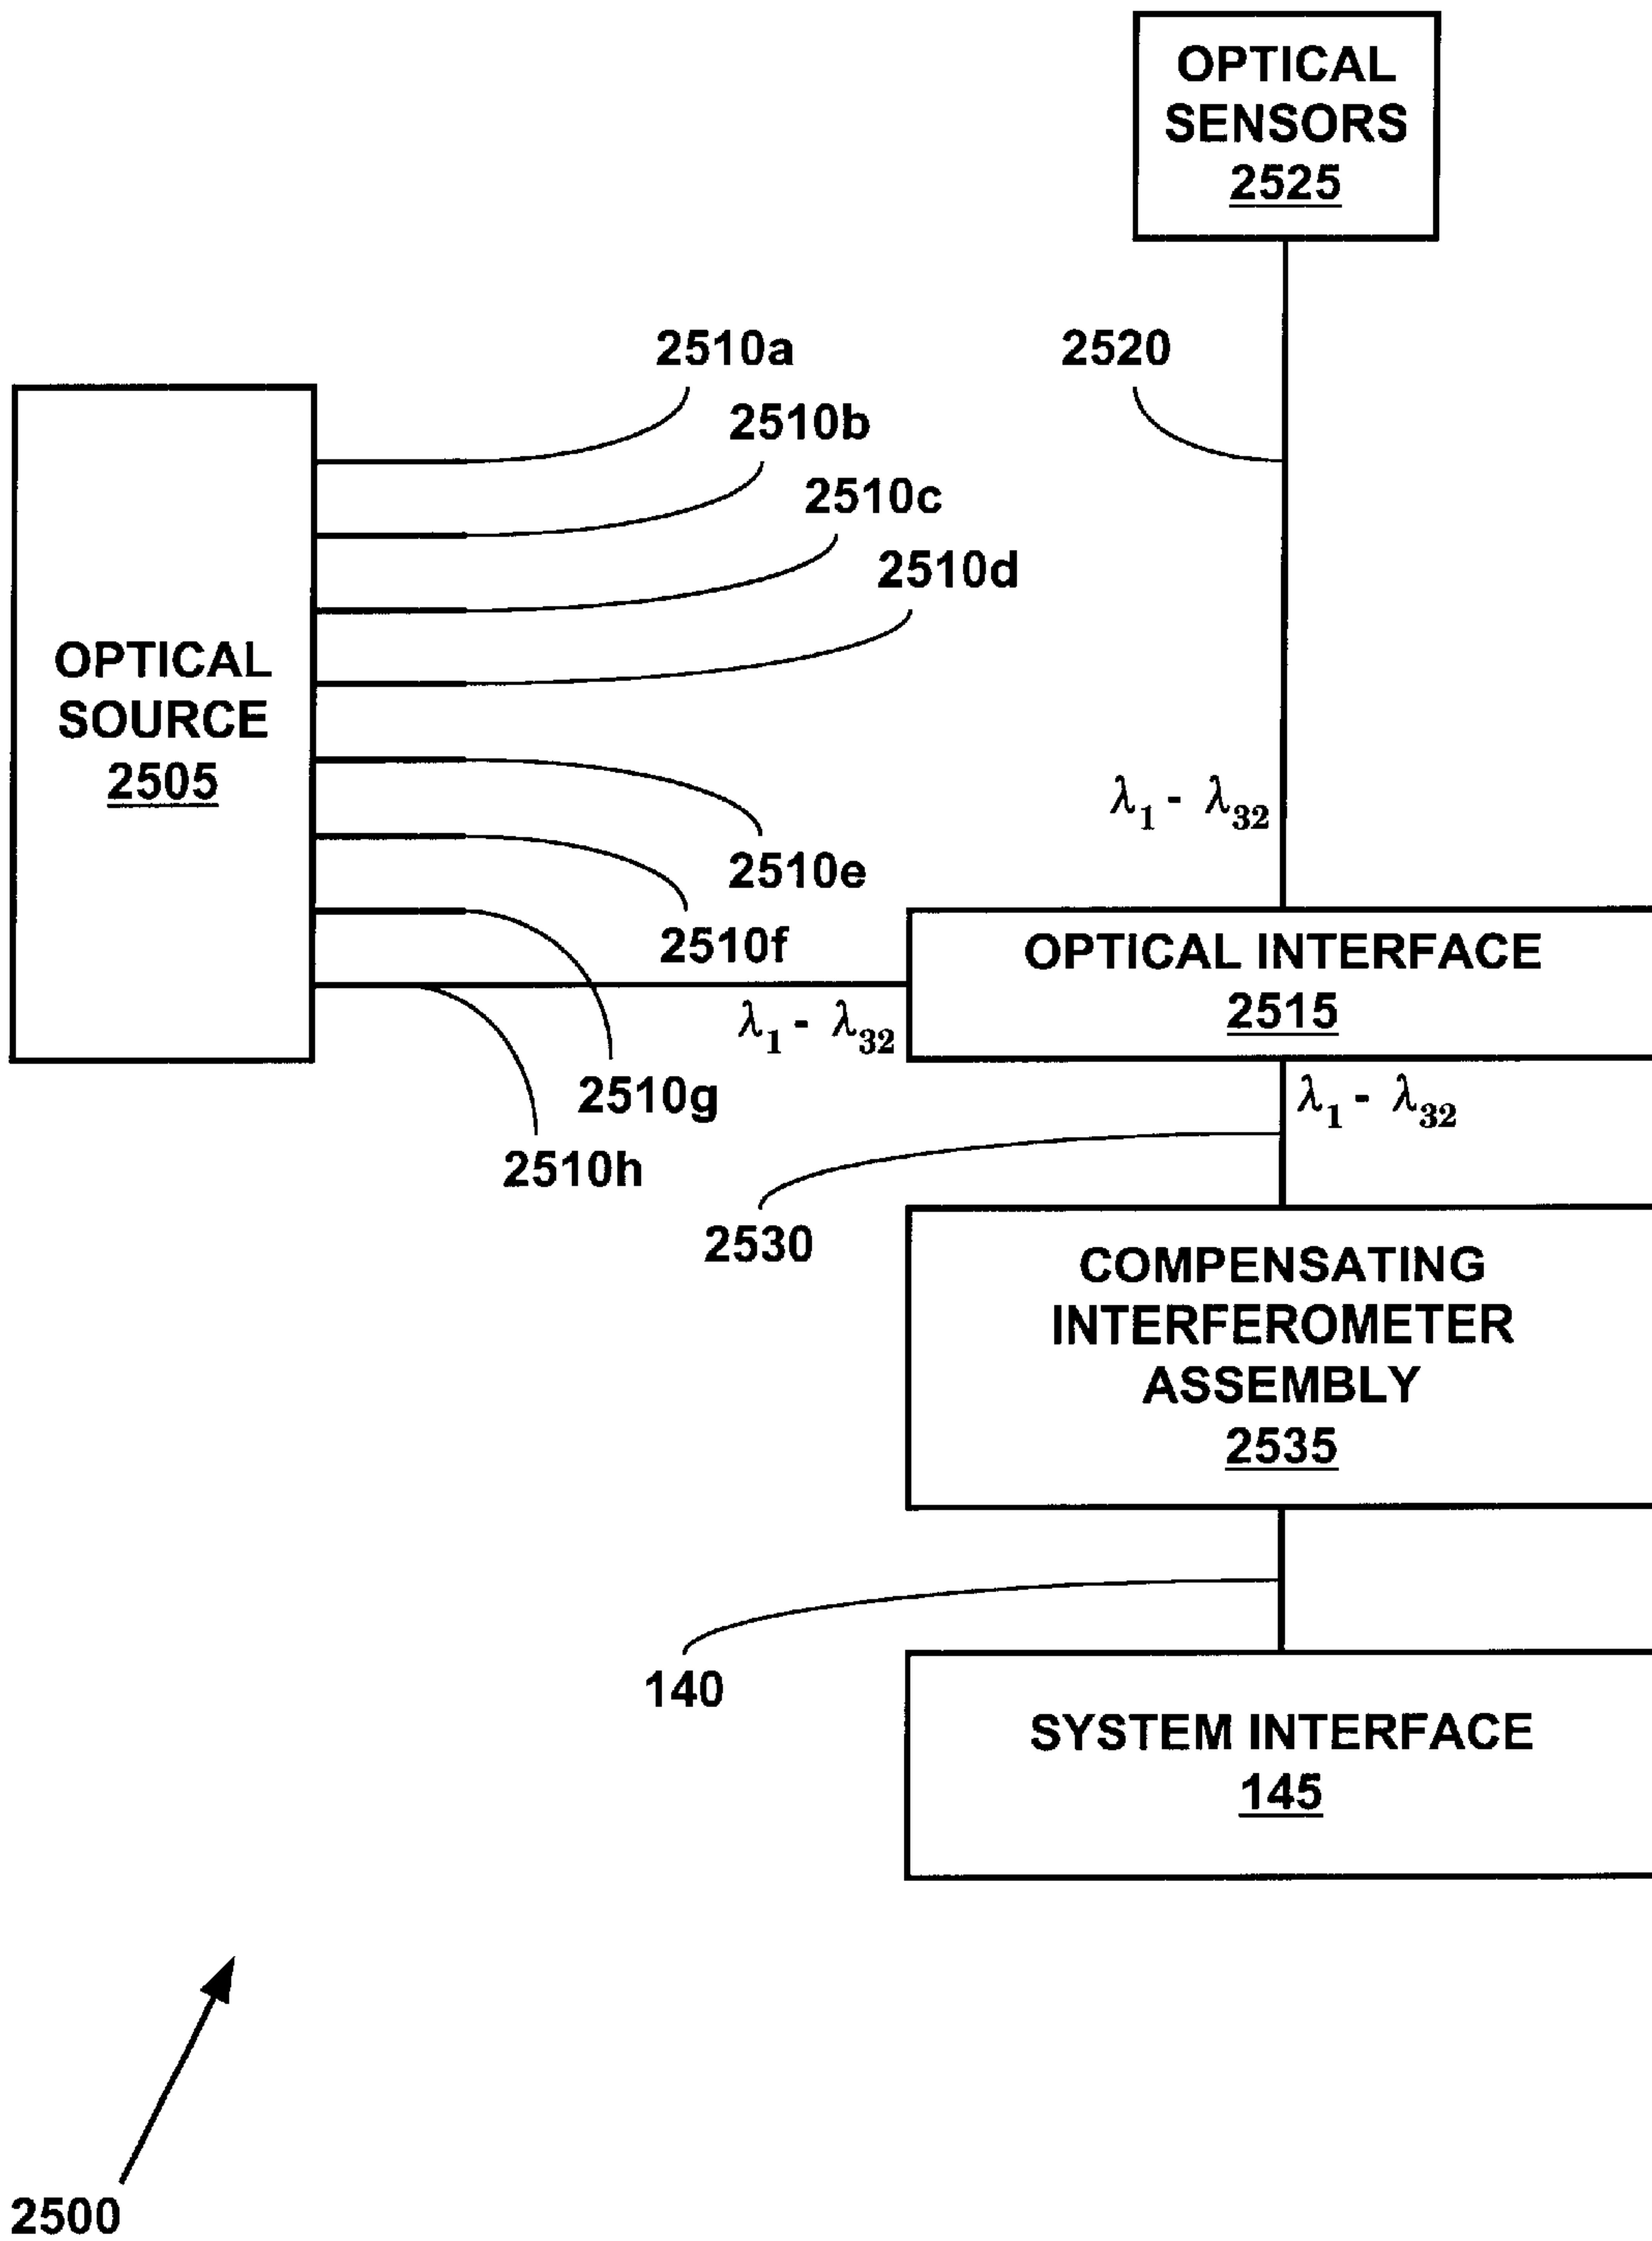 OPTICAL
SENSORS
2525
2510a
2520
2510b
2510c
2510d
OPTICAL
SOURCE
2505
λ1 - λ32
2510e
2510f
OPTICAL INTERFACE
2515
λ1 - λ32
2510g
λ1 - λ32
2510h
2530
COMPENSATING
INTERFEROMETER
ASSEMBLY
2535
140
SYSTEM INTERFACE
145
2500